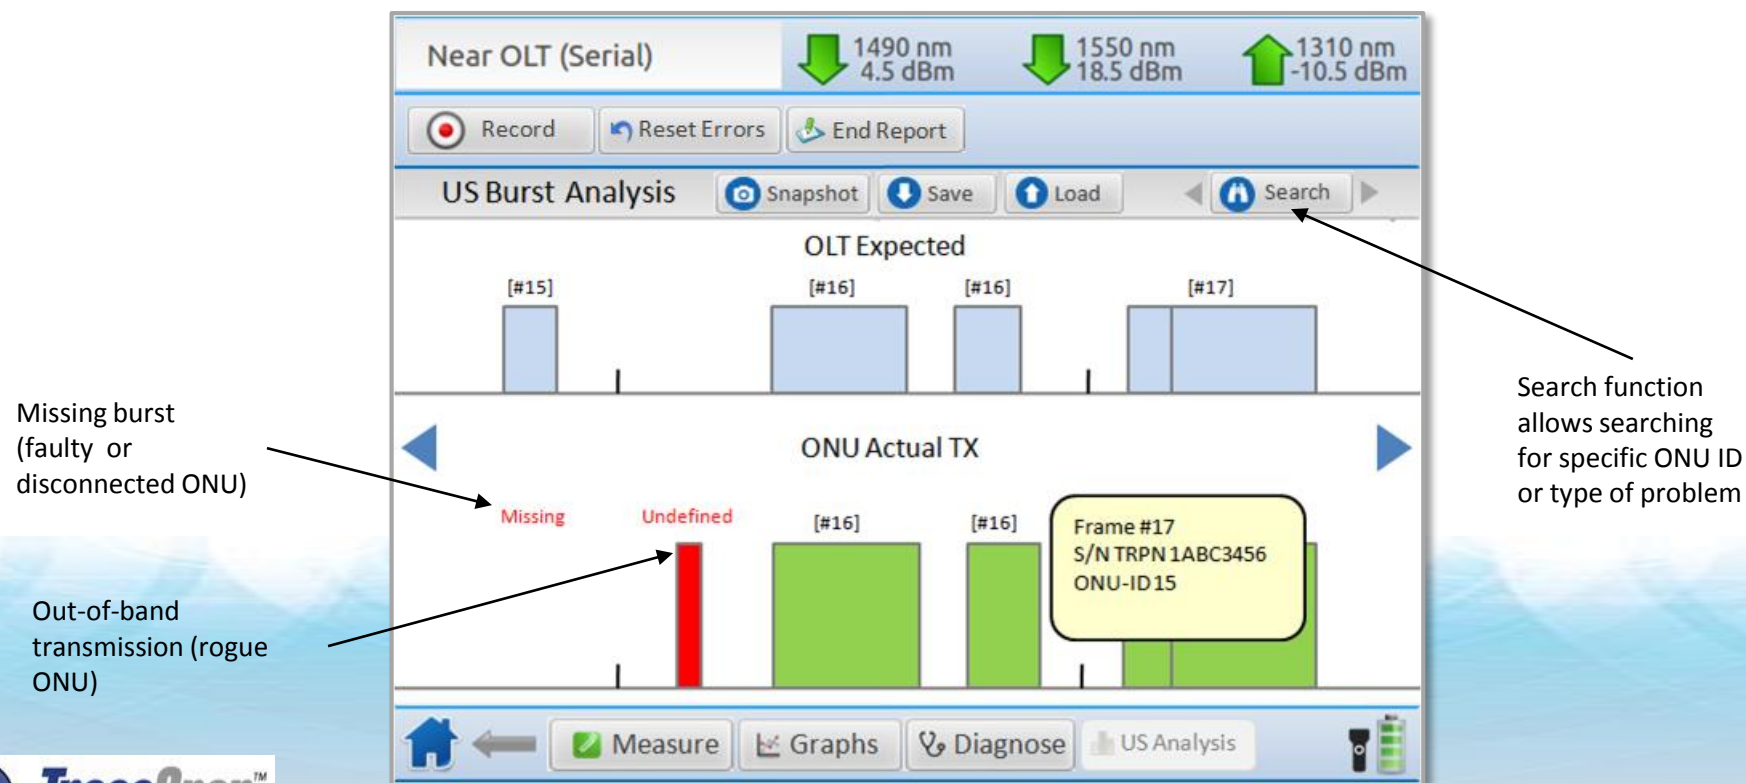 Near OLT (Serial)
1490 nm
4.5 dBm
1550 nm
18.5 dBm
1310 nm
-10.5 dBm
Record
Reset Errors
End Report
US Burst Analysis
Snapshot
Save
Load
Search
OLT Expected
[#15]
[#16]
[#16]
[#17]
Missing burst
(faulty or
disconnected ONU)
Search function
allows searching
for specific ONU ID
or type of problem
ONU Actual TX
Missing
Undefined
[#16]
[#16]
Frame #17
S/N TRPN 1ABC3456
ONU-ID 15
Out-of-band
transmission (rogue
ONU)
Measure
Graphs
Diagnose
US Analysis
TM